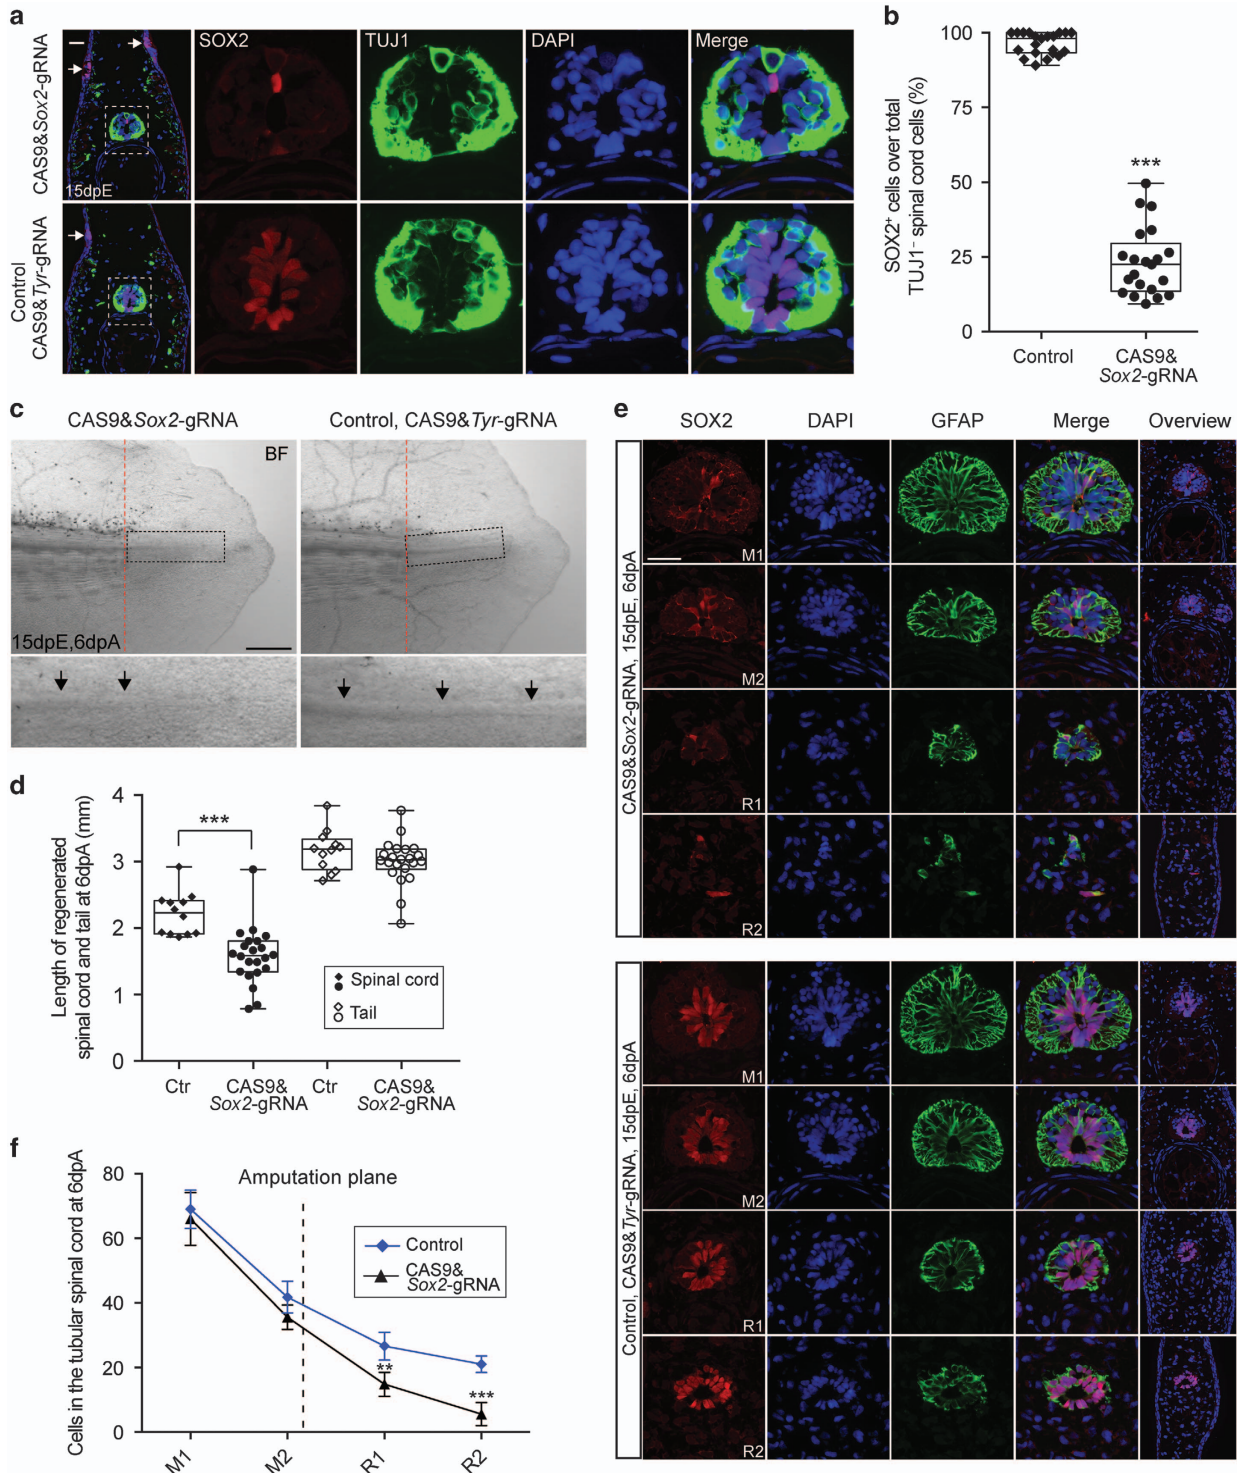 a
CAS9&Sox2-gRNA
SOX2
TUJ1
DAPI
Merge
15dpE
Control
CAS9&Tyr-gRNA
b
SOX2⁺ cells over total
TUJ1⁻ spinal cord cells (%)
100
75
50
25
0
***
Control
CAS9&
Sox2-gRNA
c
CAS9&Sox2-gRNA
Control, CAS9&Tyr-gRNA
BF
15dpE,6dpA
d
Length of regenerated
spinal cord and tail at 6dpA (mm)
4
3
2
1
0
***
Spinal cord
Tail
Ctr
CAS9&
Sox2-gRNA
Ctr
CAS9&
Sox2-gRNA
e
SOX2
DAPI
GFAP
Merge
Overview
CAS9&Sox2-gRNA, 15dpE, 6dpA
M1
M2
R1
R2
Control, CAS9&Tyr-gRNA, 15dpE, 6dpA
M1
M2
R1
R2
f
Cells in the tubular spinal cord at 6dpA
80
60
40
20
0
Amputation plane
Control
CAS9&
Sox2-gRNA
**
***
M1
M2
R1
R2